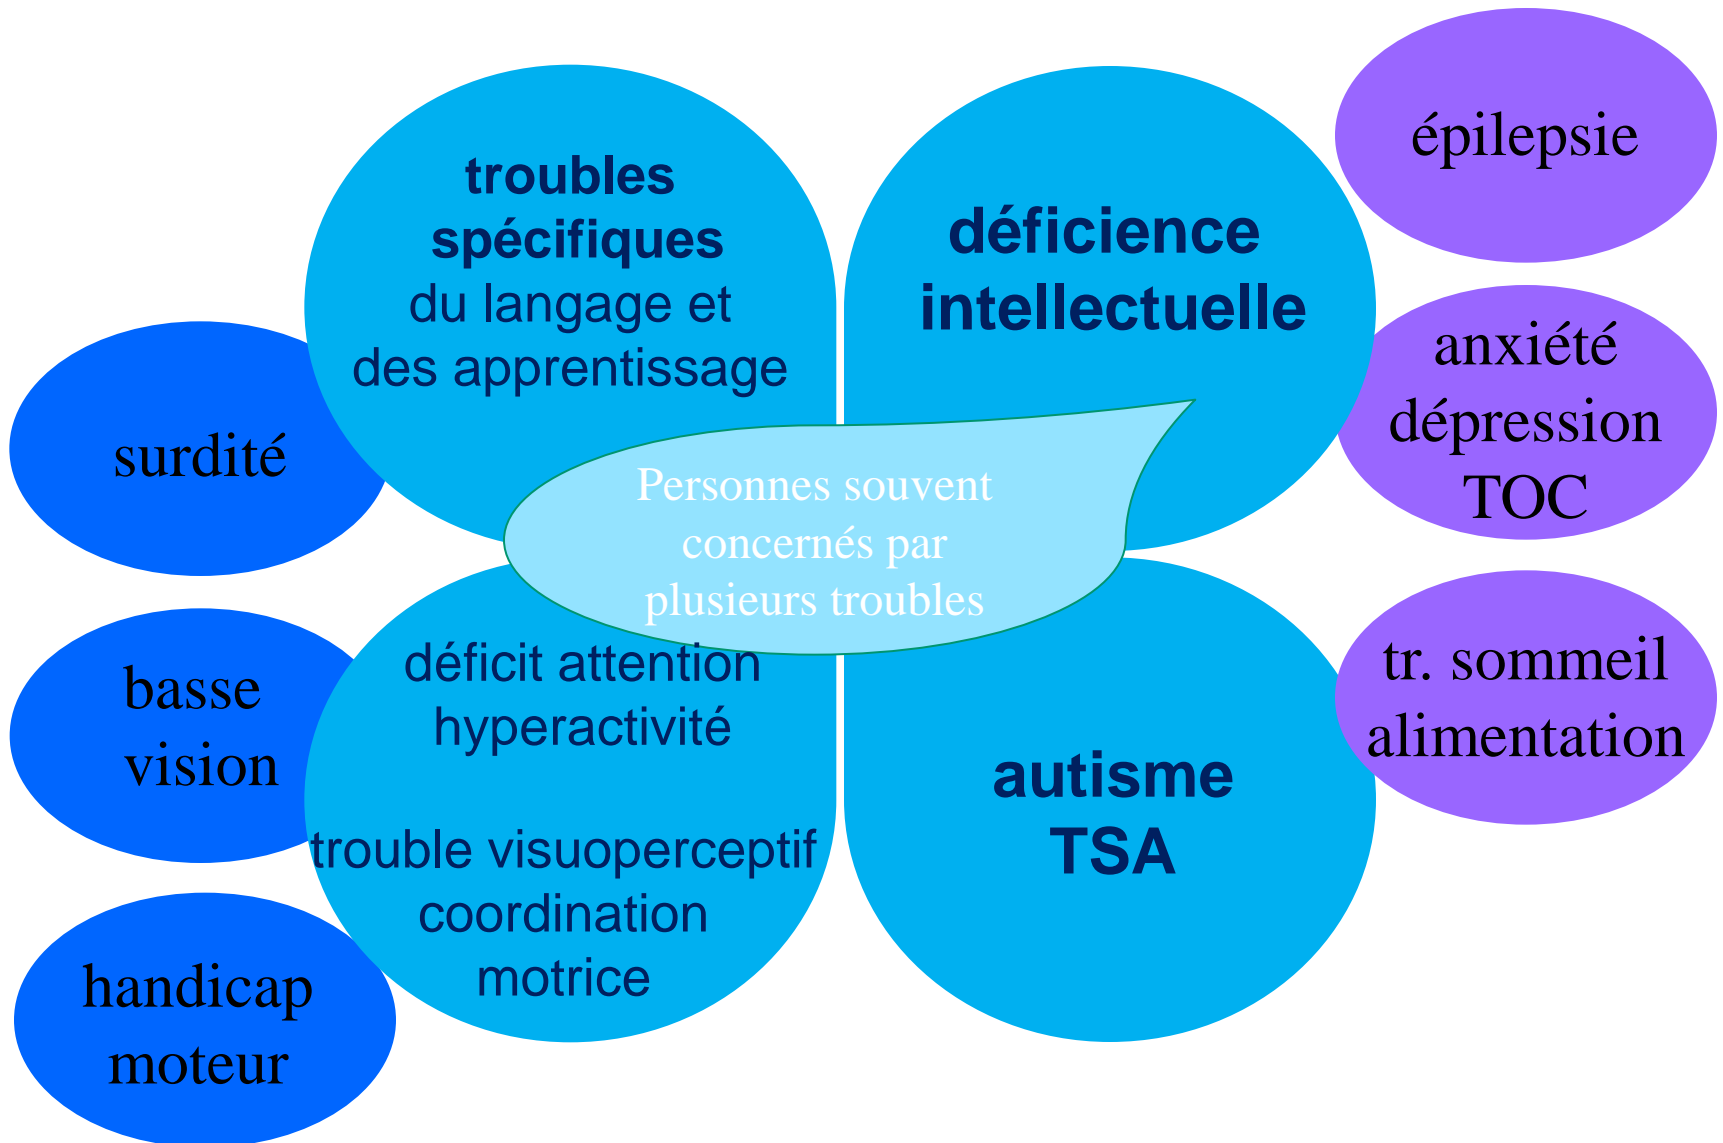 troubles
spécifiques
du langage et
des apprentissage
déficience
intellectuelle
épilepsie
anxiété
dépression
TOC
surdité
Personnes souvent
concernés par
plusieurs troubles
basse
vision
déficit attention
hyperactivité
trouble visuoperceptif
coordination
motrice
autisme
TSA
tr. sommeil
alimentation
handicap
moteur